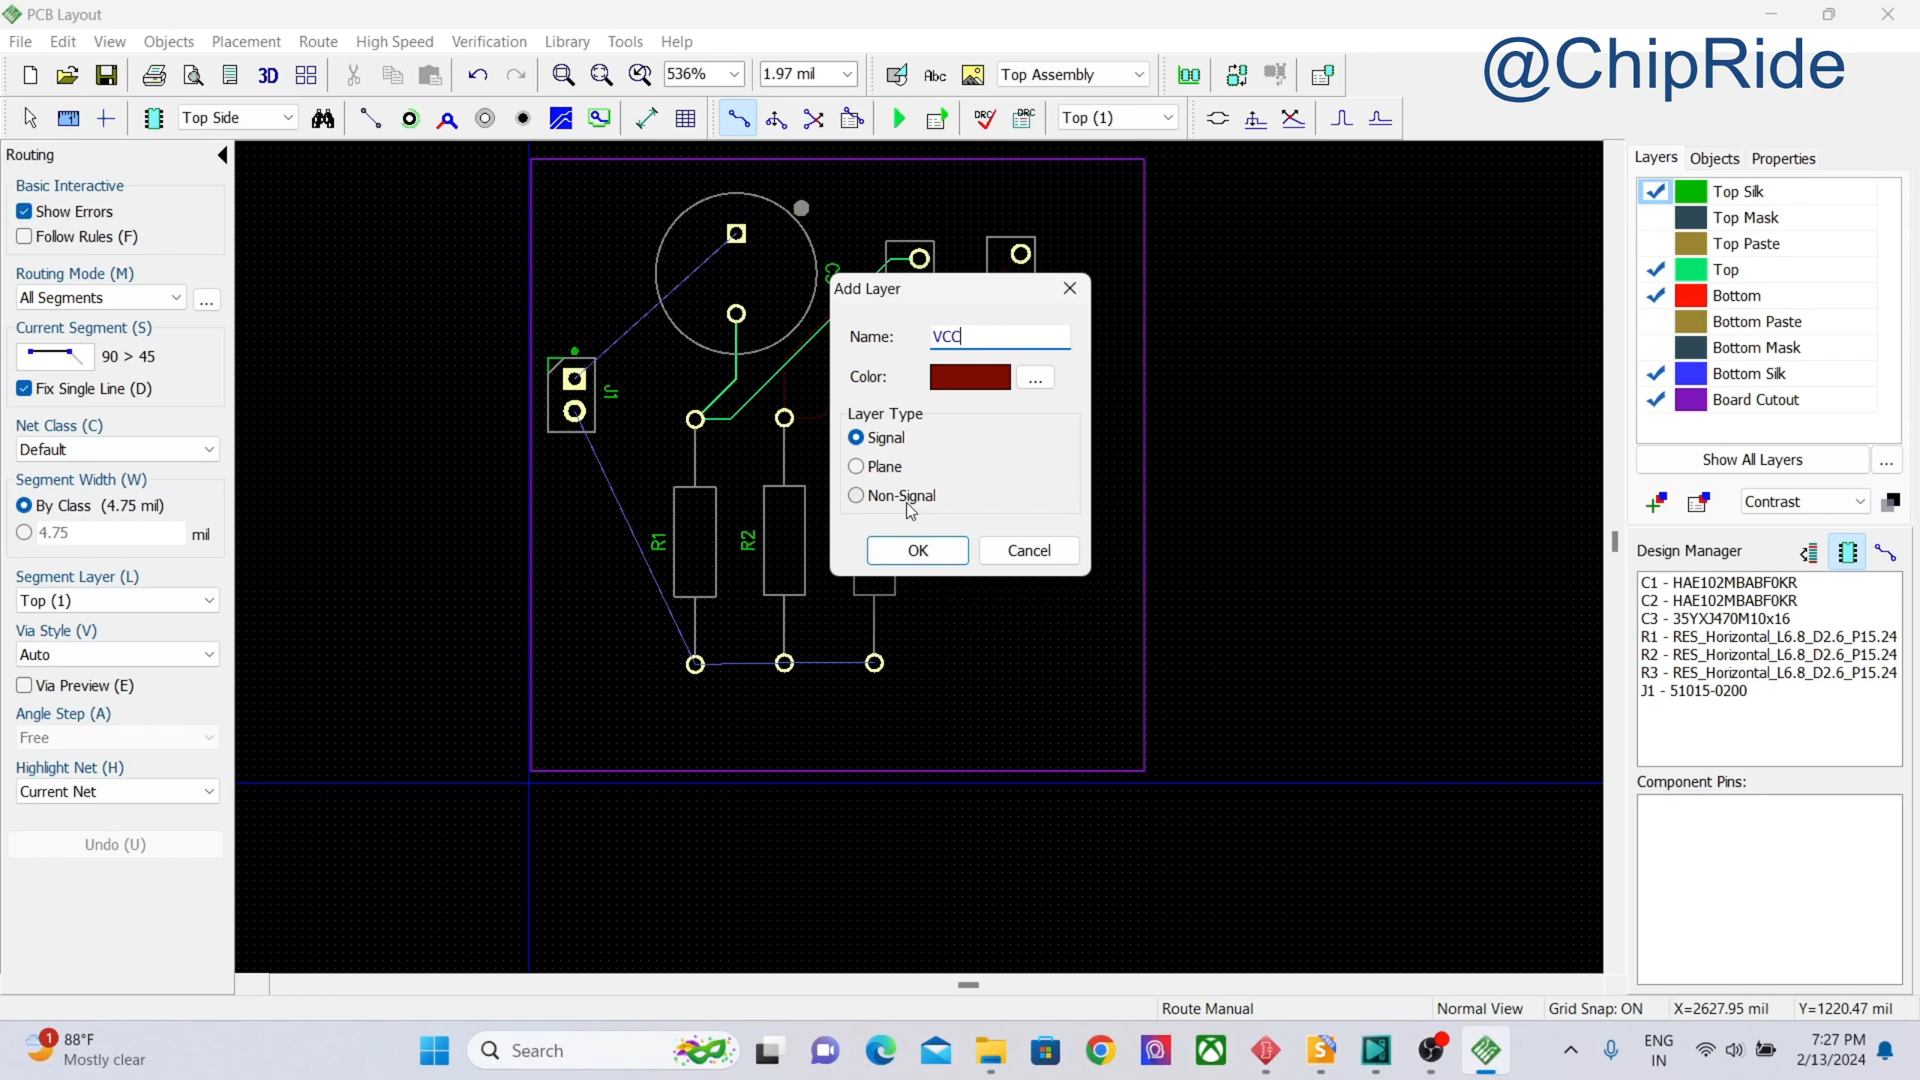 PCB Layout
@ChipRide
File Edit View Objects Placement Route High Speed Verification Library Tools Help
3D 536% 1.97 mil Abc Top Assembly
Top Side DRC DRC Top (1)
Routing
Basic Interactive
Show Errors
Follow Rules (F)
Routing Mode (M)
All Segments ...
Current Segment (S)
90 > 45
Fix Single Line (D)
Net Class (C)
Default
Segment Width (W)
By Class (4.75 mil)
4.75 mil
Segment Layer (L)
Top (1)
Via Style (V)
Auto
Via Preview (E)
Angle Step (A)
Free
Highlight Net (H)
Current Net
Undo (U)
J1
R1
R2
Add Layer
Name: VCC
Color: ...
Layer Type
Signal
Plane
Non-Signal
OK Cancel
Layers Objects Properties
Top Silk
Top Mask
Top Paste
Top
Bottom
Bottom Paste
Bottom Mask
Bottom Silk
Board Cutout
Show All Layers ...
Contrast
Design Manager
C1 - HAE102MBABF0KR
C2 - HAE102MBABF0KR
C3 - 35YXJ470M10x16
R1 - RES_Horizontal_L6.8_D2.6_P15.24
R2 - RES_Horizontal_L6.8_D2.6_P15.24
R3 - RES_Horizontal_L6.8_D2.6_P15.24
J1 - 51015-0200
Component Pins:
Route Manual Normal View Grid Snap: ON X=2627.95 mil Y=1220.47 mil
1 88°F
Mostly clear
Search
ENG
IN
7:27 PM
2/13/2024